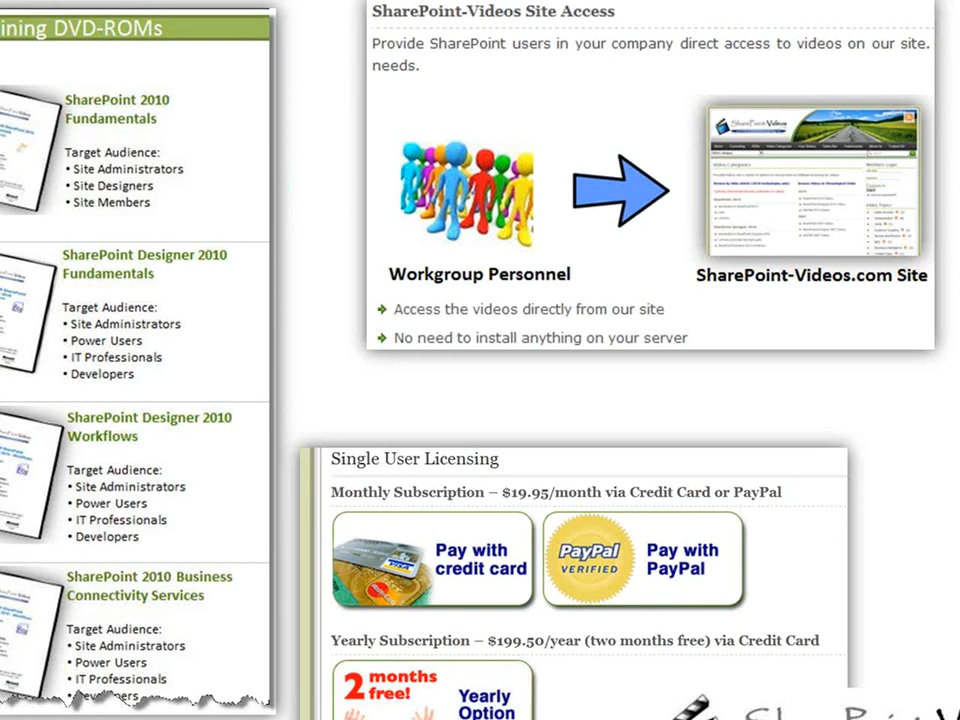 ining DVD-ROMs
SharePoint 2010
Fundamentals
Target Audience:
• Site Administrators
• Site Designers
• Site Members
SharePoint Designer 2010
Fundamentals
Target Audience:
• Site Administrators
• Power Users
• IT Professionals
• Developers
SharePoint Designer 2010
Workflows
Target Audience:
• Site Administrators
• Power Users
• IT Professionals
• Developers
SharePoint 2010 Business
Connectivity Services
Target Audience:
• Site Administrators
• Power Users
• IT Professionals
• Developers
SharePoint-Videos Site Access
Provide SharePoint users in your company direct access to videos on our site.
needs.
SharePoint-Videos
Workgroup Personnel
SharePoint-Videos.com Site
Access the videos directly from our site
No need to install anything on your server
Single User Licensing
Monthly Subscription – $19.95/month via Credit Card or PayPal
Pay with
credit card
VISA
MasterCard
PayPal
VERIFIED
Pay with
PayPal
Yearly Subscription – $199.50/year (two months free) via Credit Card
2 months
free!
Yearly
Option
SharePoint V